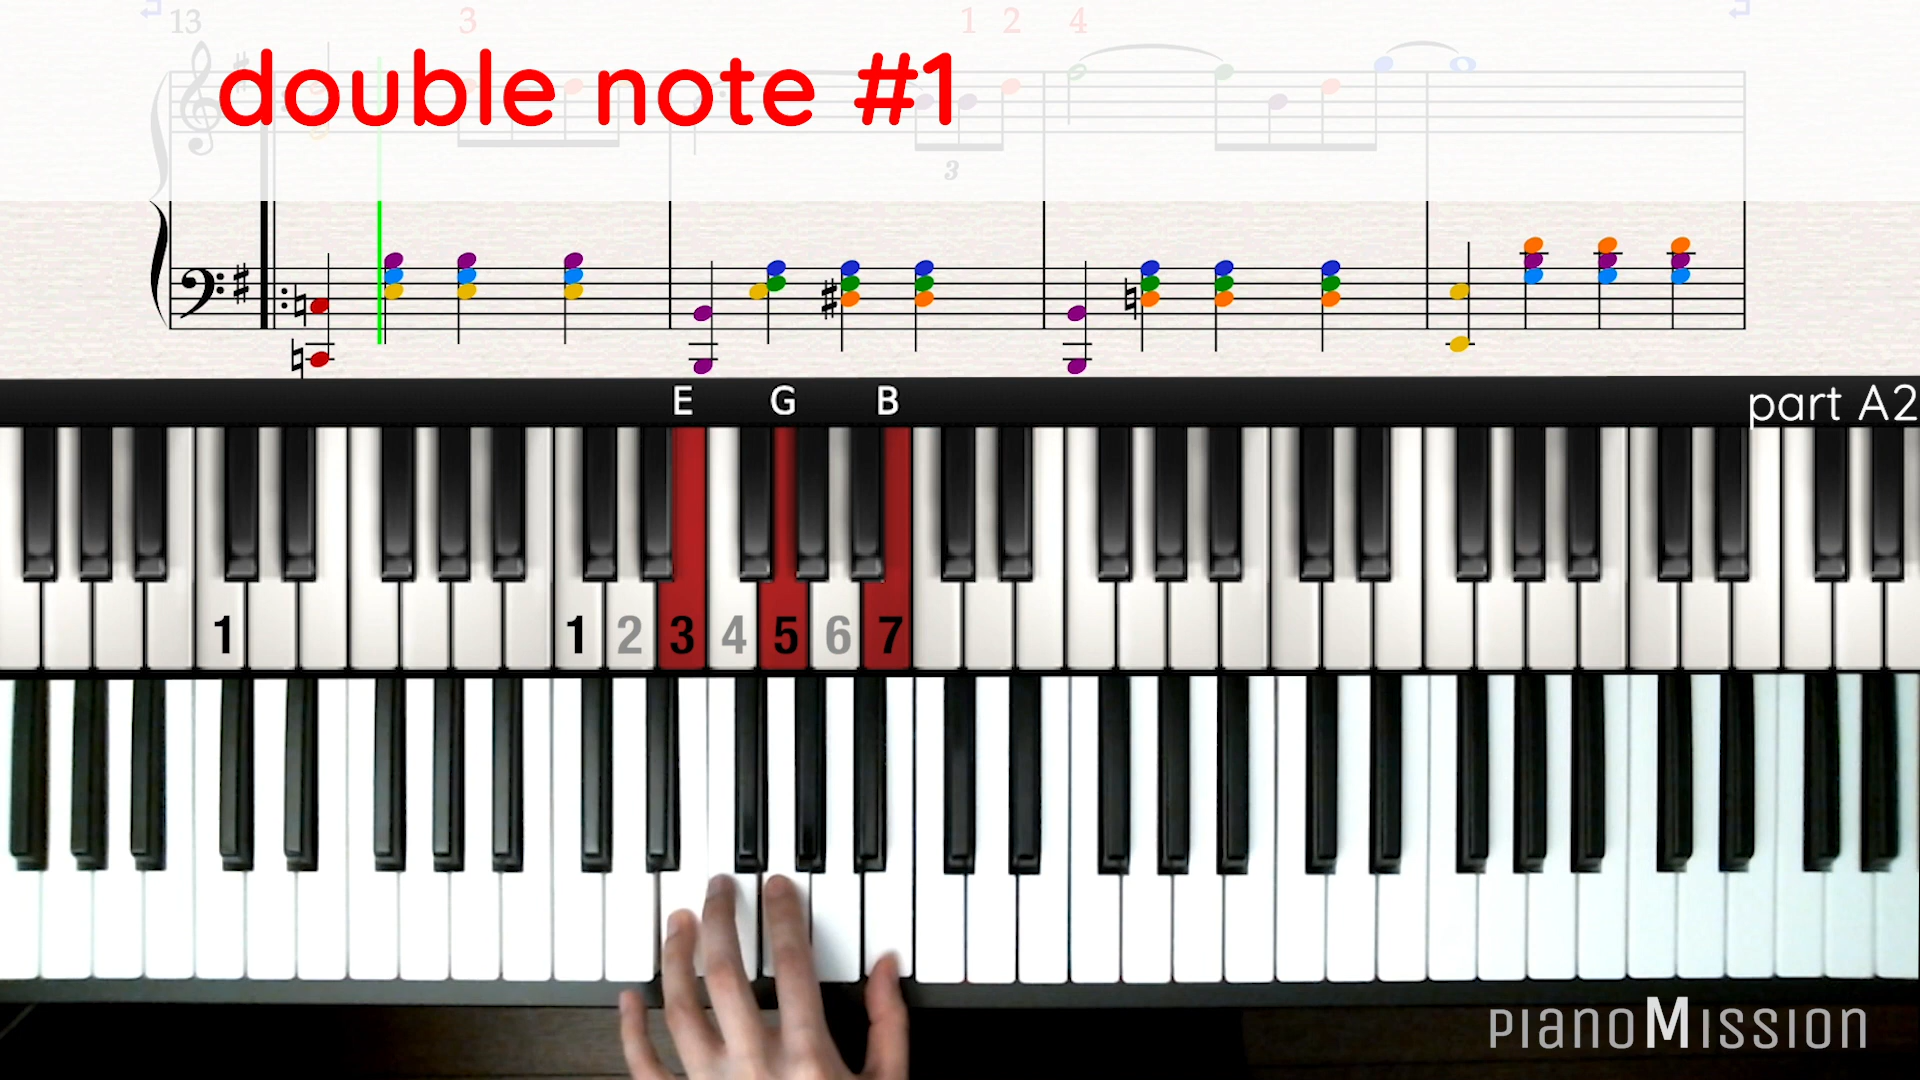 13 3 1 2 4
double note #1
3
E G B
part A2
1 1 2 3 4 5 6 7
pianoMission